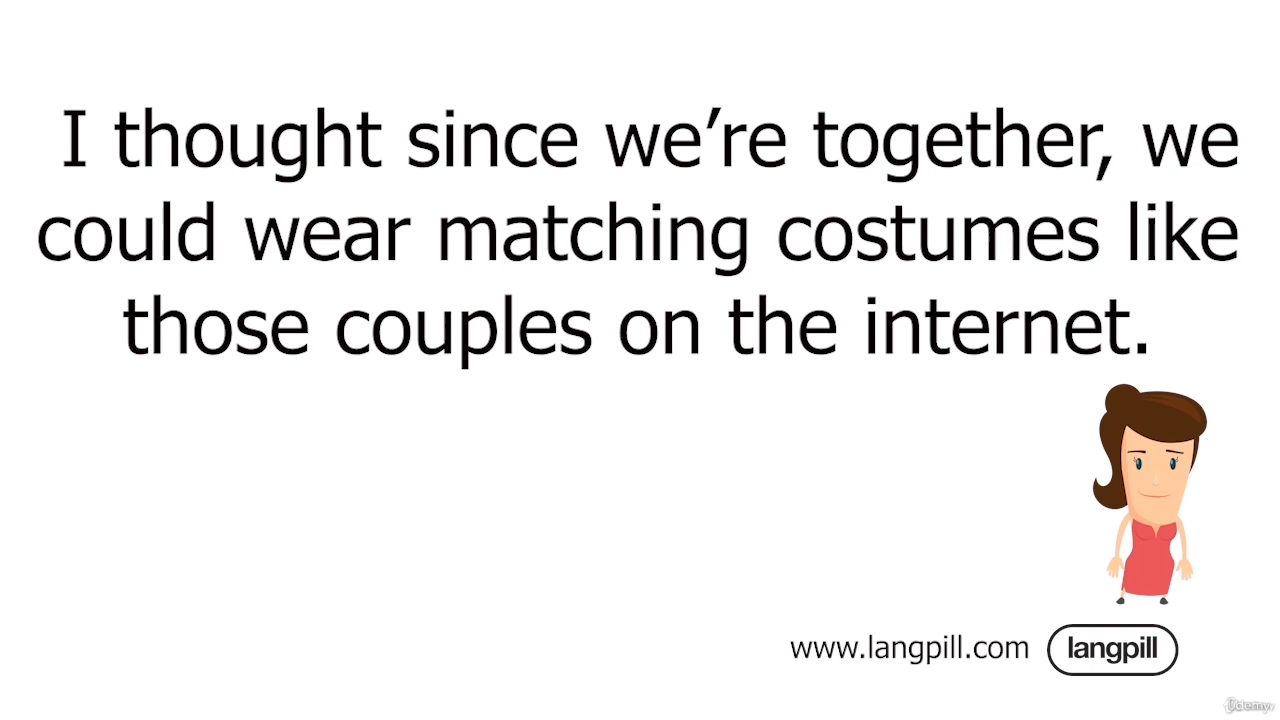 I thought since we’re together, we
could wear matching costumes like
those couples on the internet.
www.langpill.com langpill
Udemy